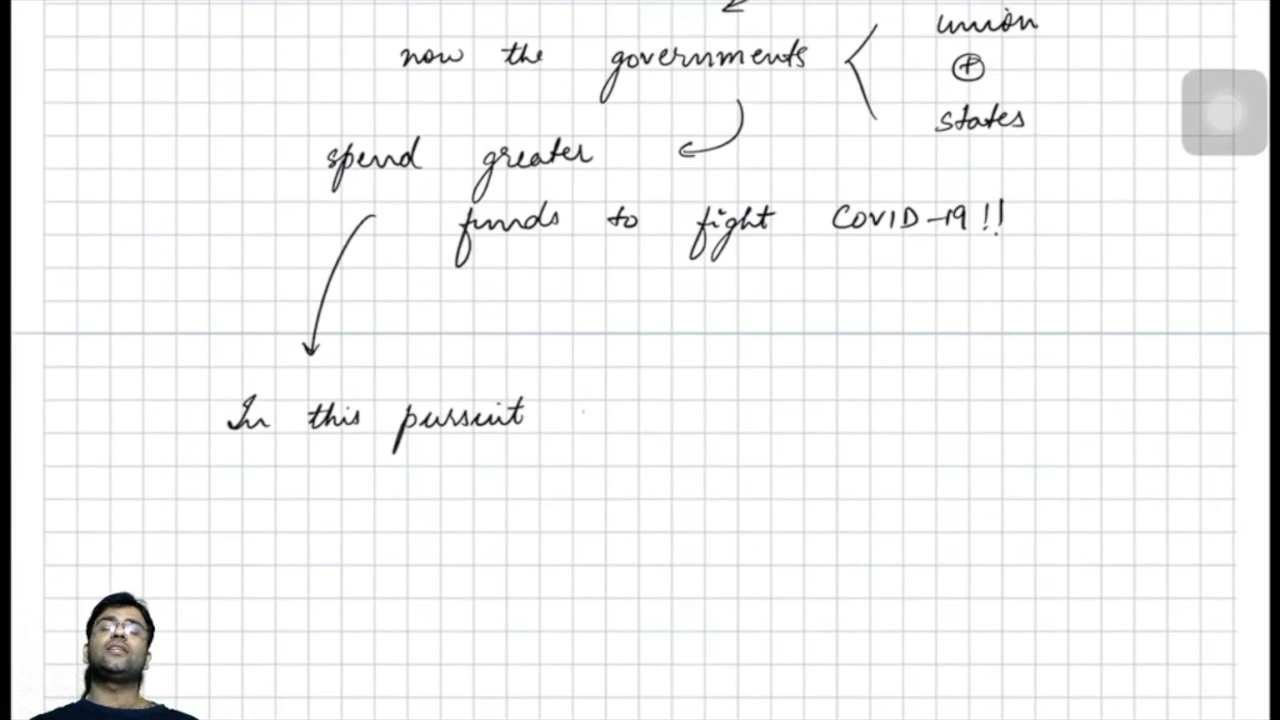 union
now the governments
⊕
states
spend greater
funds to fight COVID-19!!
In this pursuit